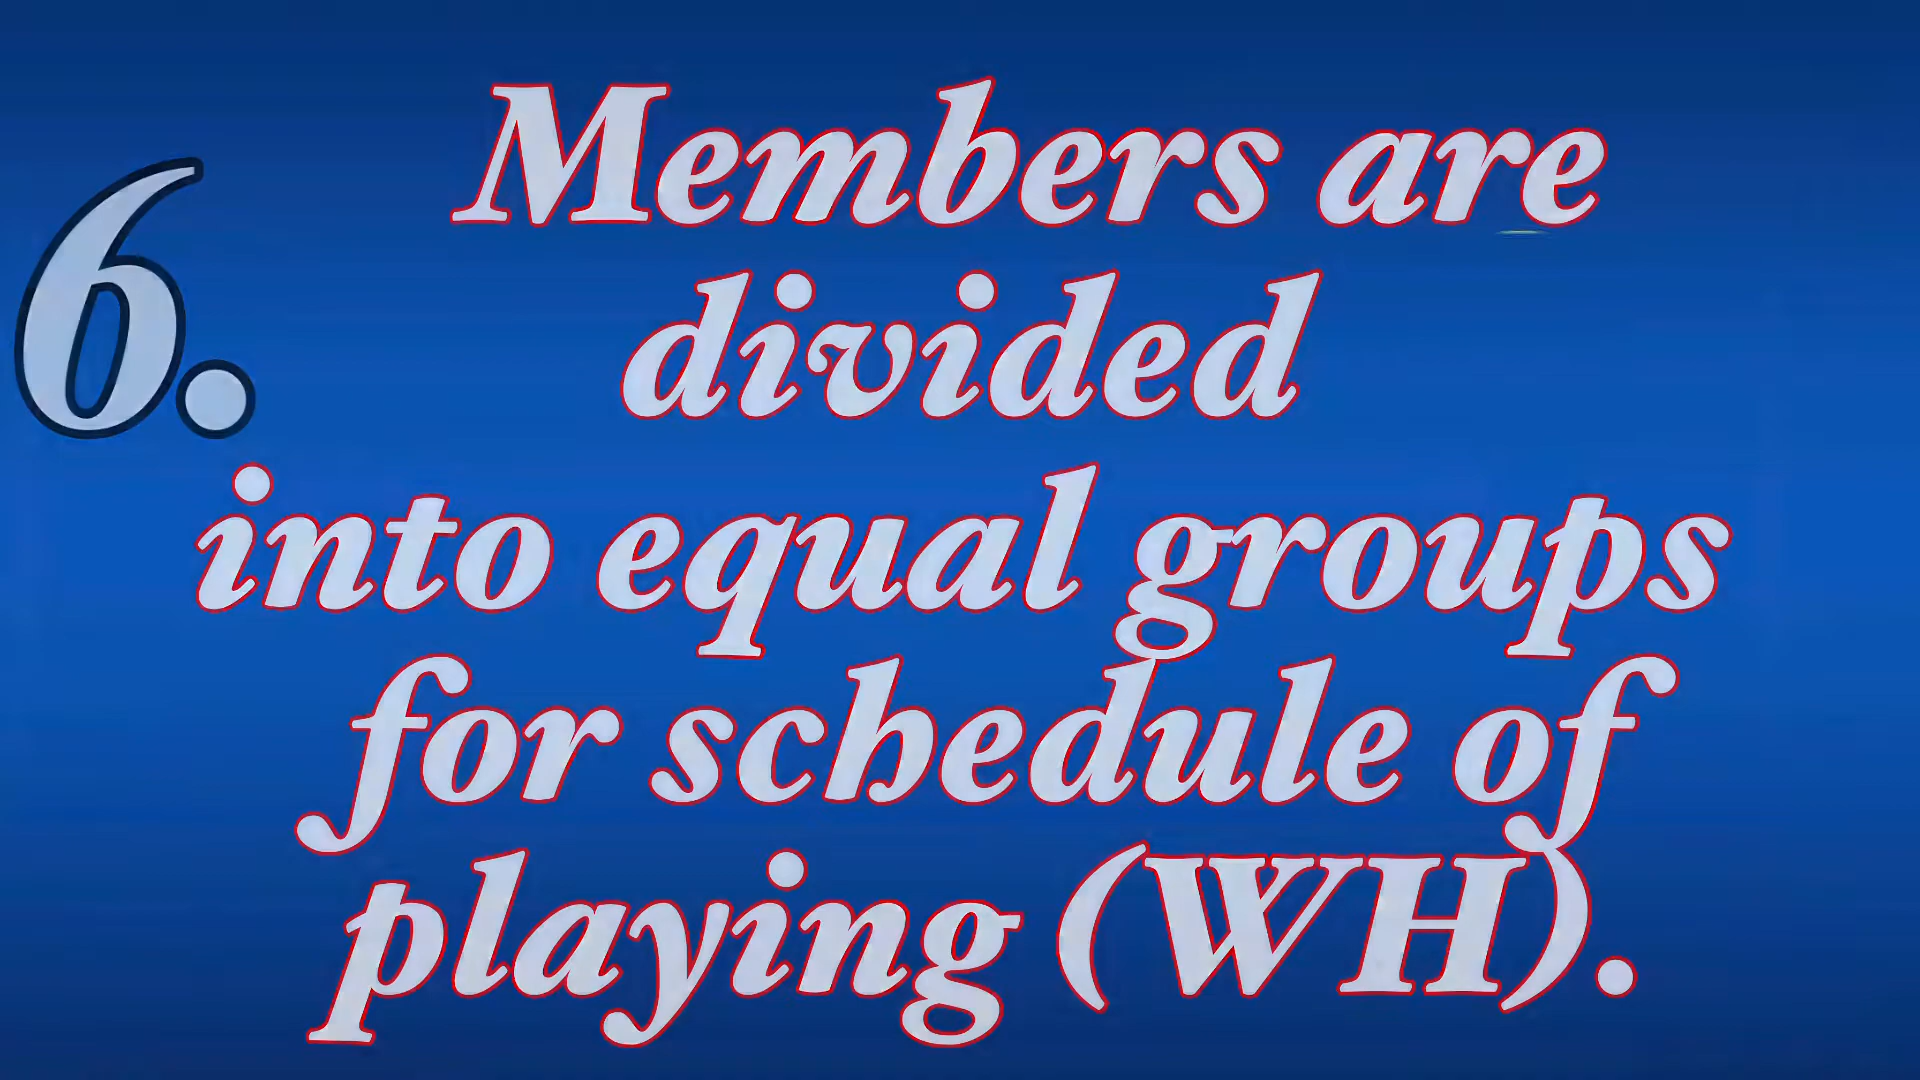 6. Members are
divided
into equal groups
for schedule of
playing (WH).